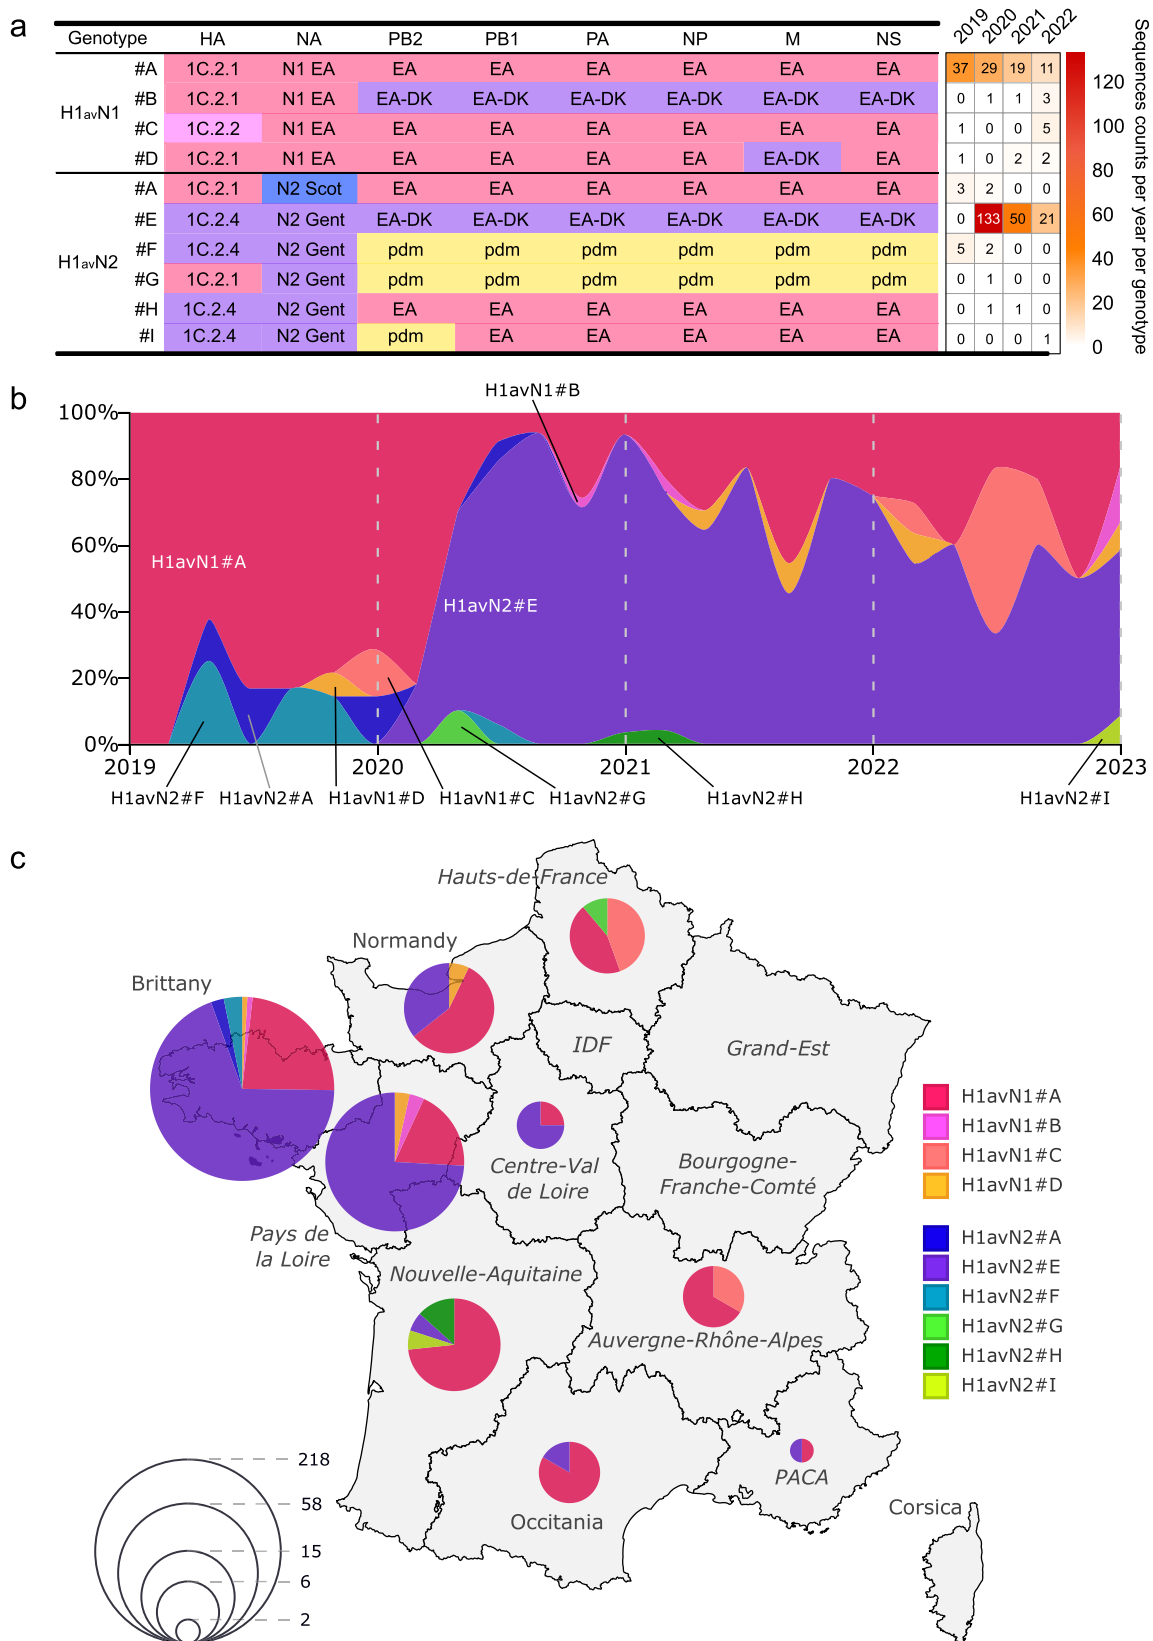 a
Genotype HA NA PB2 PB1 PA NP M NS 2019 2020 2021 2022
H1avN1
#A 1C.2.1 N1 EA EA EA EA EA EA EA 37 29 19 11
#B 1C.2.1 N1 EA EA-DK EA-DK EA-DK EA-DK EA-DK EA-DK 0 1 1 3
#C 1C.2.2 N1 EA EA EA EA EA EA EA 1 0 0 5
#D 1C.2.1 N1 EA EA EA EA EA EA-DK EA 1 0 2 2
H1avN2
#A 1C.2.1 N2 Scot EA EA EA EA EA EA 3 2 0 0
#E 1C.2.4 N2 Gent EA-DK EA-DK EA-DK EA-DK EA-DK EA-DK 0 133 50 21
#F 1C.2.4 N2 Gent pdm pdm pdm pdm pdm pdm 5 2 0 0
#G 1C.2.1 N2 Gent pdm pdm pdm pdm pdm pdm 0 1 0 0
#H 1C.2.4 N2 Gent EA EA EA EA EA EA 0 1 1 0
#I 1C.2.4 N2 Gent pdm EA EA EA EA EA 0 0 0 1
120
100
80
60
40
20
0
Sequences counts per year per genotype
b
H1avN1#B
100%
80%
60%
40%
20%
0%
H1avN1#A
H1avN2#E
2019 2020 2021 2022 2023
H1avN2#F H1avN2#A H1avN1#D H1avN1#C H1avN2#G H1avN2#H H1avN2#I
c
Hauts-de-France
Normandy
Brittany
IDF
Grand-Est
Centre-Val
de Loire
Bourgogne-
Franche-Comté
Pays de
la Loire
Nouvelle-Aquitaine
Auvergne-Rhône-Alpes
PACA
Occitania
Corsica
H1avN1#A
H1avN1#B
H1avN1#C
H1avN1#D
H1avN2#A
H1avN2#E
H1avN2#F
H1avN2#G
H1avN2#H
H1avN2#I
218
58
15
6
2